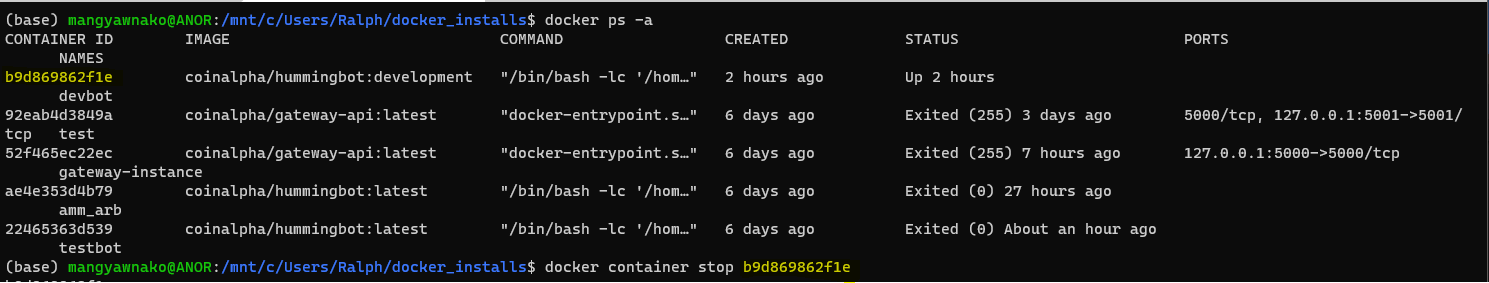 (base) mangyawnako@ANOR:/mnt/c/Users/Ralph/docker_installs$ docker ps -a
CONTAINER ID        IMAGE                              COMMAND                  CREATED             STATUS                         PORTS
      NAMES
b9d869862f1e        coinalpha/hummingbot:development   "/bin/bash -lc '/hom…"   2 hours ago         Up 2 hours
      devbot
92eab4d3849a        coinalpha/gateway-api:latest       "docker-entrypoint.s…"   6 days ago          Exited (255) 3 days ago        5000/tcp, 127.0.0.1:5001->5001/
tcp   test
52f465ec22ec        coinalpha/gateway-api:latest       "docker-entrypoint.s…"   6 days ago          Exited (255) 7 hours ago       127.0.0.1:5000->5000/tcp
      gateway-instance
ae4e353d4b79        coinalpha/hummingbot:latest        "/bin/bash -lc '/hom…"   6 days ago          Exited (0) 27 hours ago
      amm_arb
22465363d539        coinalpha/hummingbot:latest        "/bin/bash -lc '/hom…"   6 days ago          Exited (0) About an hour ago
      testbot
(base) mangyawnako@ANOR:/mnt/c/Users/Ralph/docker_installs$ docker container stop b9d869862f1e